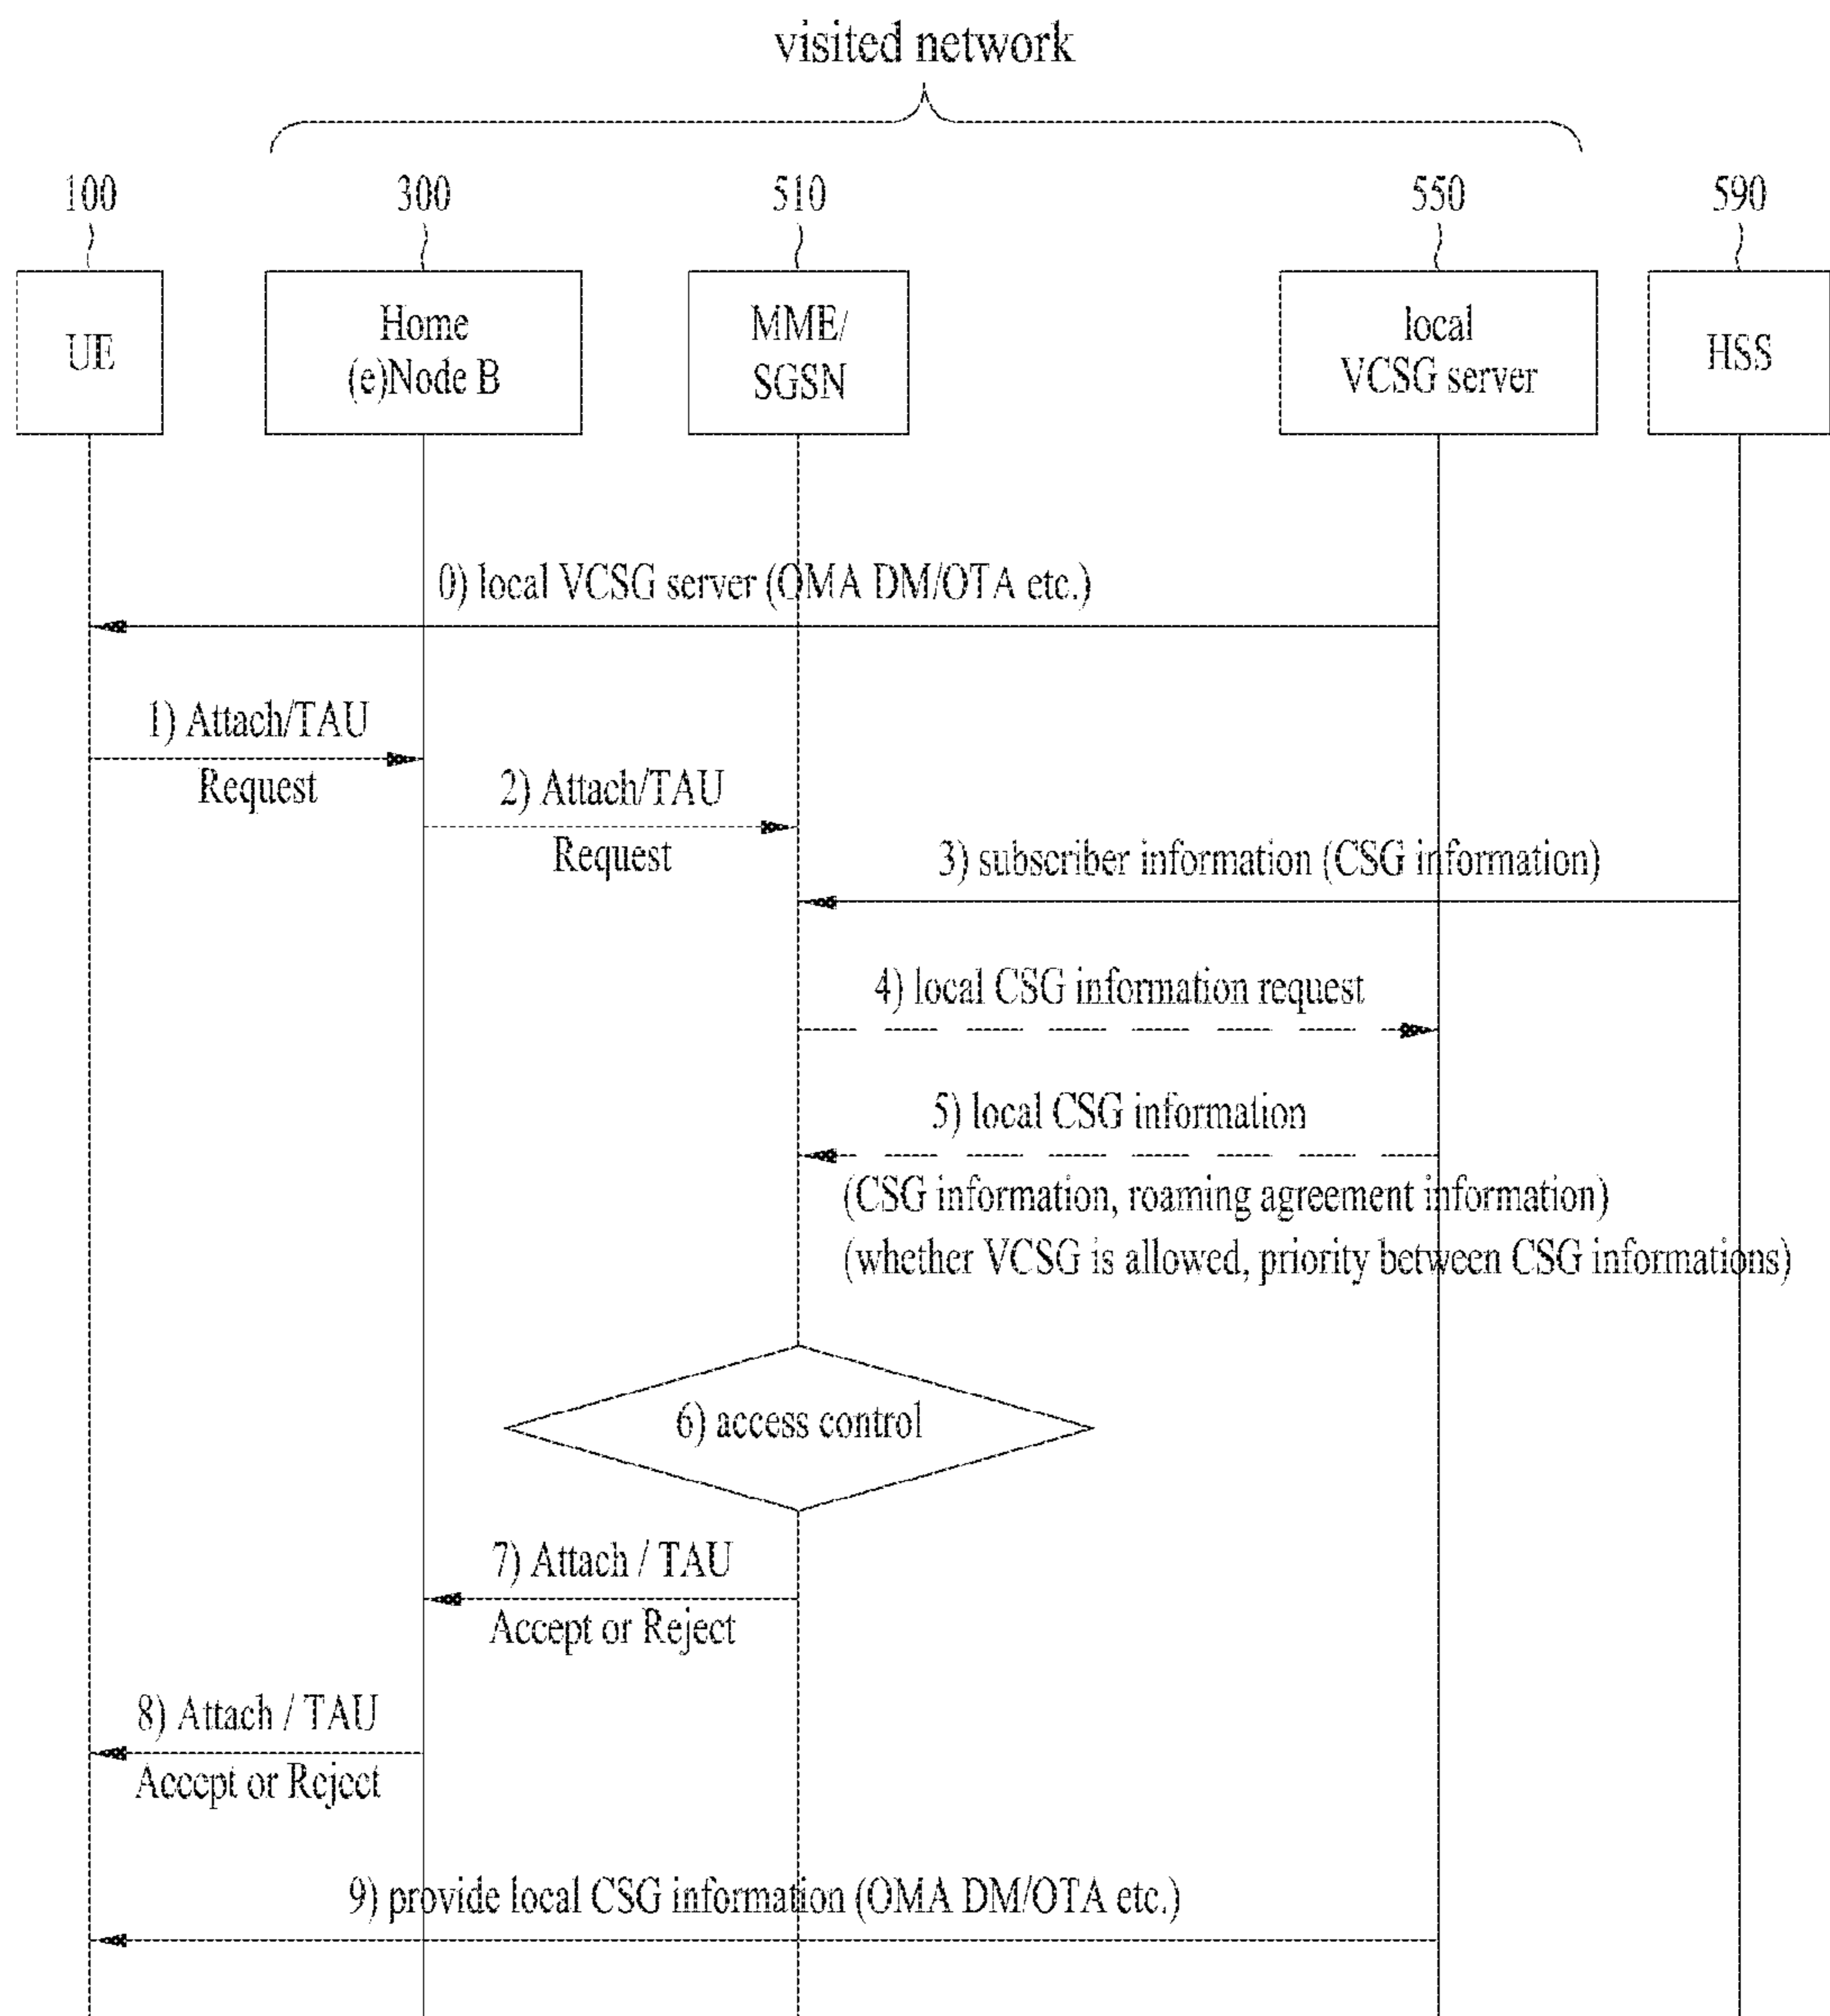 visited network
100
300
510
550
590
UE
Home
(e)Node B
MME/
SGSN
local
VCSG server
HSS
0) local VCSG server (OMA DM/OTA etc.)
1) Attach/TAU
Request
2) Attach/TAU
Request
3) subscriber information (CSG information)
4) local CSG information request
5) local CSG information
(CSG information, roaming agreement information)
(whether VCSG is allowed, priority between CSG informations)
6) access control
7) Attach / TAU
Accept or Reject
8) Attach / TAU
Accept or Reject
9) provide local CSG information (OMA DM/OTA etc.)